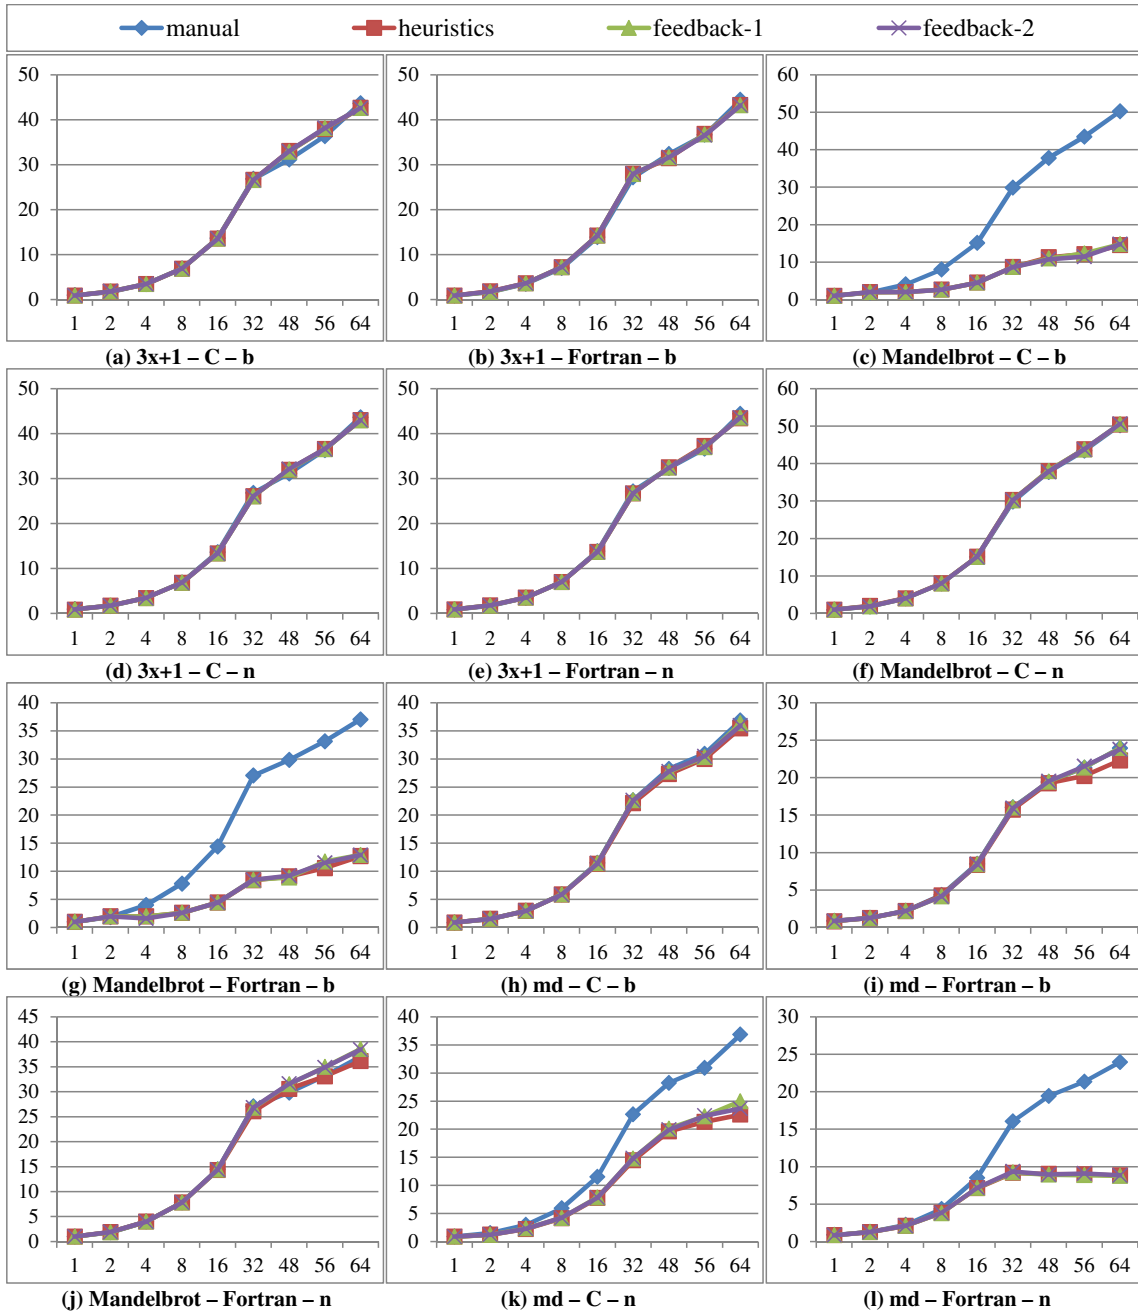 manual heuristics feedback-1 feedback-2
50 50 60
40 40 50
30 30 40
20 20 30
10 10 20
0 0 10
0
1 2 4 8 16 32 48 56 64 1 2 4 8 16 32 48 56 64 1 2 4 8 16 32 48 56 64
(a) 3x+1 – C – b (b) 3x+1 – Fortran – b (c) Mandelbrot – C – b
50 50 60
40 40 50
30 30 40
20 20 30
10 10 20
0 0 10
0
1 2 4 8 16 32 48 56 64 1 2 4 8 16 32 48 56 64 1 2 4 8 16 32 48 56 64
(d) 3x+1 – C – n (e) 3x+1 – Fortran – n (f) Mandelbrot – C – n
40 40 30
35 35 25
30 30 20
25 25 15
20 20 10
15 15 5
10 10 0
5 5
0 0
1 2 4 8 16 32 48 56 64 1 2 4 8 16 32 48 56 64 1 2 4 8 16 32 48 56 64
(g) Mandelbrot – Fortran – b (h) md – C – b (i) md – Fortran – b
45 40 30
40 35 25
35 30 20
30 25 15
25 20 10
20 15 5
15 10 0
10 5
5 0
0
1 2 4 8 16 32 48 56 64 1 2 4 8 16 32 48 56 64 1 2 4 8 16 32 48 56 64
(j) Mandelbrot – Fortran – n (k) md – C – n (l) md – Fortran – n